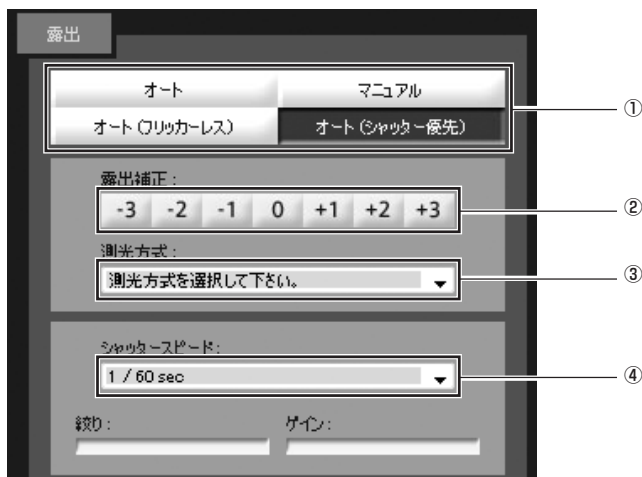 露出
オート マニュアル
①
オート(フリッカーレス) オート(シャッター優先)
露出補正:
-3 -2 -1 0 +1 +2 +3 ②
測光方式:
測光方式を選択して下さい。 ③
シャッタースピード:
1 / 60 sec ④
絞り: ゲイン: